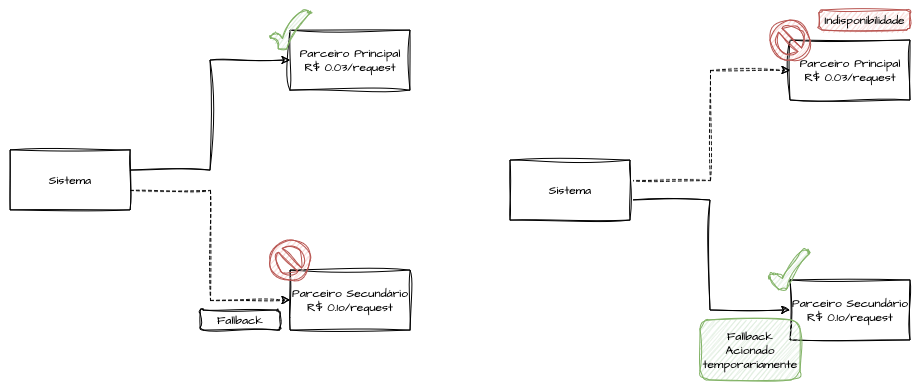 Parceiro Principal
R$ 0.03/request
Sistema
Parceiro Secundário
R$ 0.10/request
Fallback
Indisponibilidade
Parceiro Principal
R$ 0.03/request
Sistema
Parceiro Secundário
R$ 0.10/request
Fallback
Acionado
temporariamente